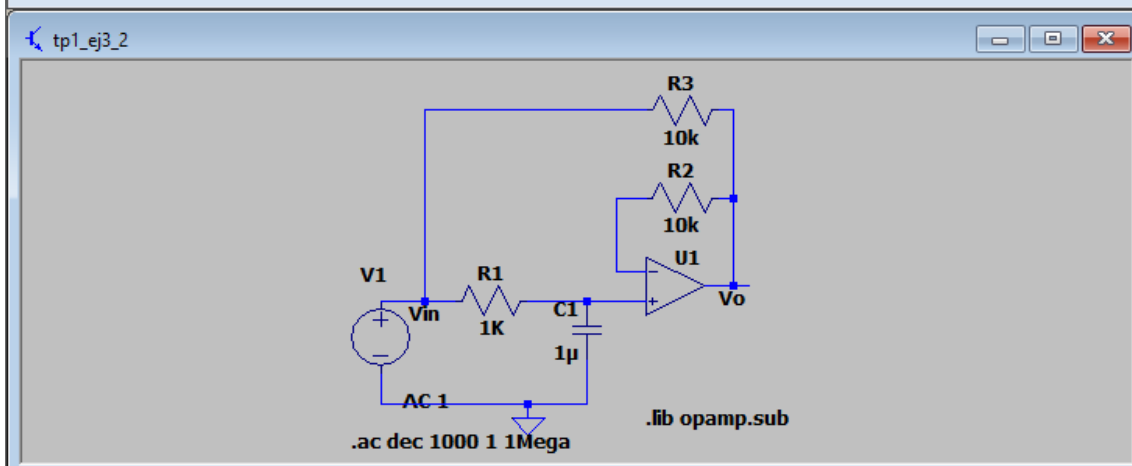 tp1_ej3_2
R3
10k
R2
10k
U1
V1
R1
Vin
C1
Vo
1K
1µ
AC 1
.lib opamp.sub
.ac dec 1000 1 1Mega